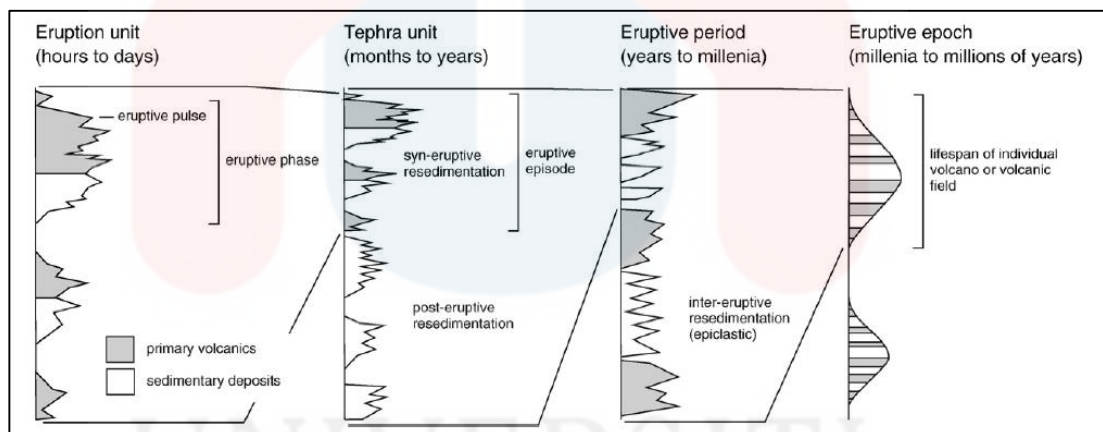 Eruption unit
(hours to days)
Tephra unit
(months to years)
Eruptive period
(years to millenia)
Eruptive epoch
(millenia to millions of years)
eruptive pulse
eruptive phase
primary volcanics
sedimentary deposits
syn-eruptive
resedimentation
eruptive
episode
post-eruptive
resedimentation
inter-eruptive
resedimentation
(epiclastic)
lifespan of individual
volcano or volcanic
field